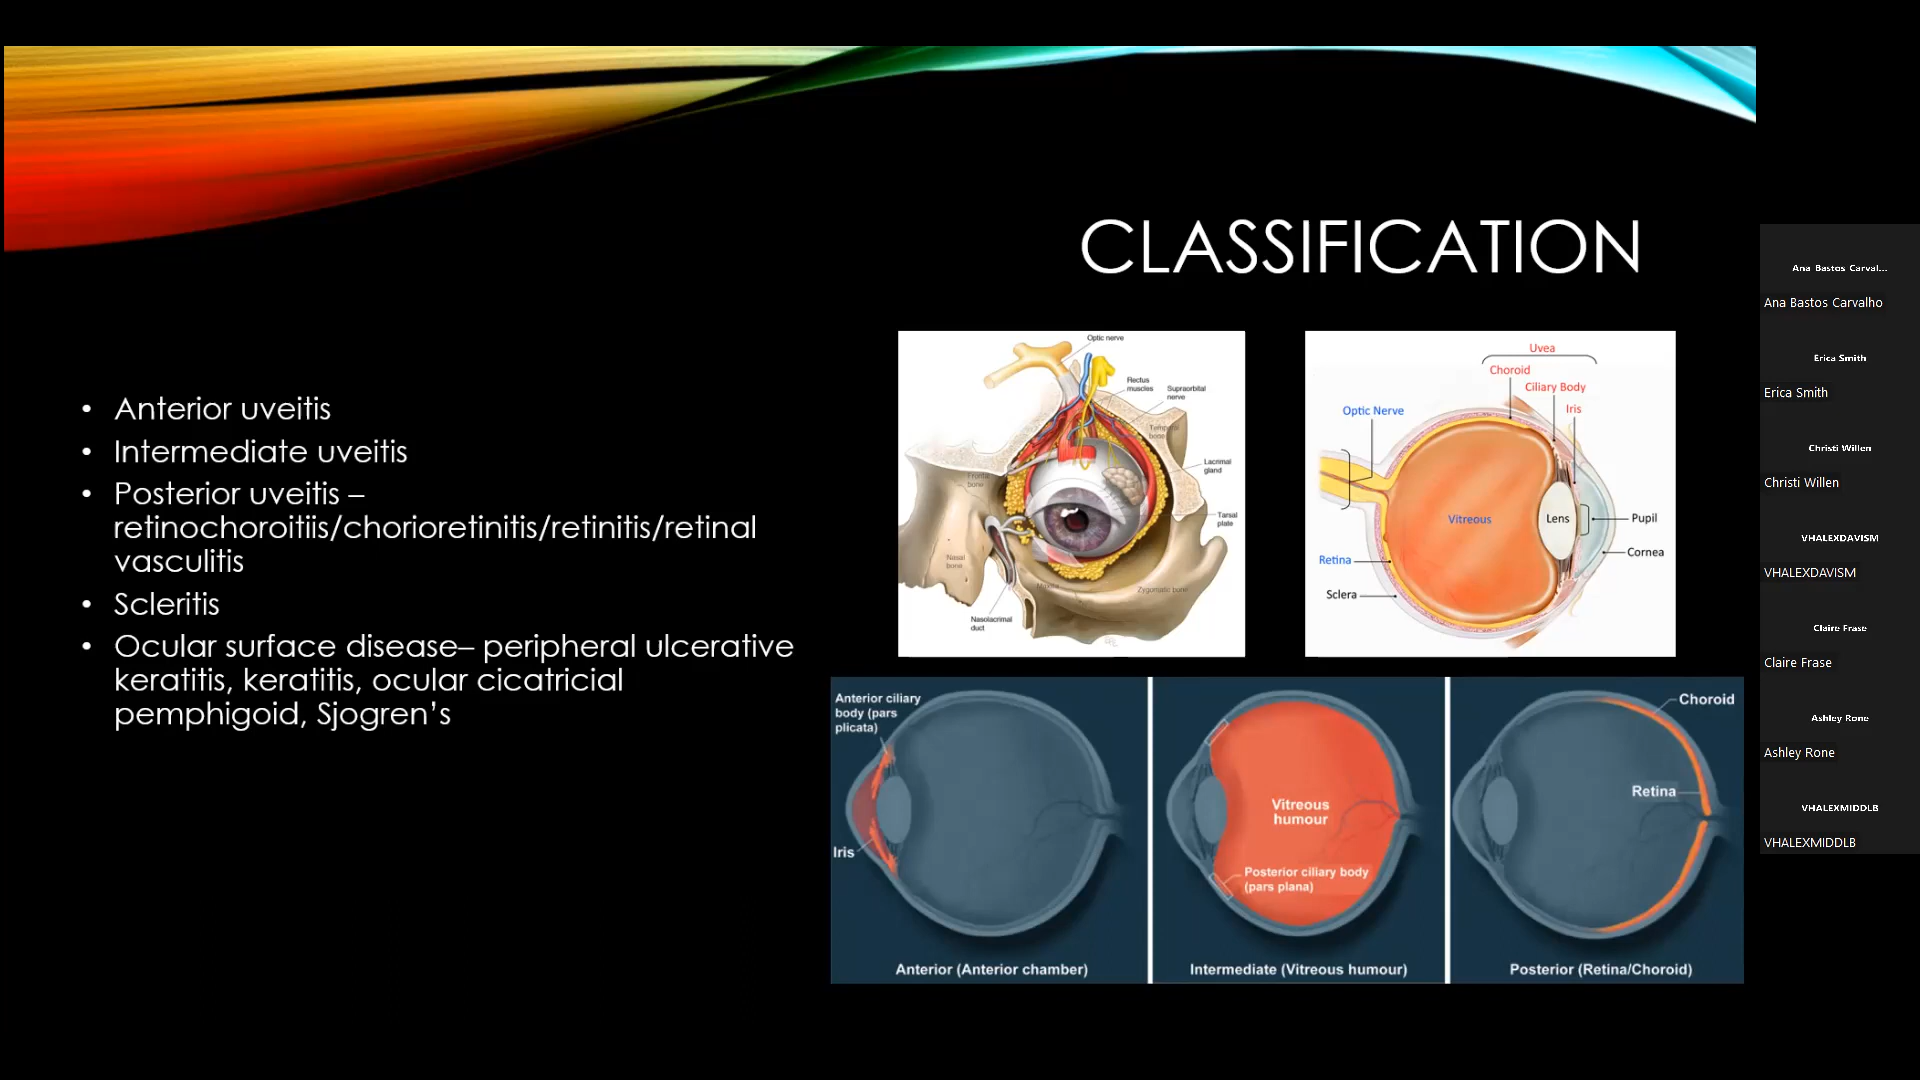 CLASSIFICATION
• Anterior uveitis
• Intermediate uveitis
• Posterior uveitis –
retinochoroitiis/chorioretinitis/retinitis/retinal
vasculitis
• Scleritis
• Ocular surface disease– peripheral ulcerative
keratitis, keratitis, ocular cicatricial
pemphigoid, Sjogren's
Optic nerve
Rectus
muscles
Supraorbital
nerve
Temporal
bone
Lacrimal
gland
Frontal
bone
Tarsal
plate
Nasal
bone
Maxilla
Zygomatic bone
Nasolacrimal
duct
Uvea
Choroid
Ciliary Body
Iris
Optic Nerve
Vitreous
Lens
Pupil
Cornea
Retina
Sclera
Anterior ciliary
body (pars
plicata)
Iris
Anterior (Anterior chamber)
Vitreous
humour
Posterior ciliary body
(pars plana)
Intermediate (Vitreous humour)
Choroid
Retina
Posterior (Retina/Choroid)
Ana Bastos Carval...
Ana Bastos Carvalho
Erica Smith
Erica Smith
Christi Willen
Christi Willen
VHALEXDAVISM
VHALEXDAVISM
Claire Frase
Claire Frase
Ashley Rone
Ashley Rone
VHALEXMIDDLB
VHALEXMIDDLB